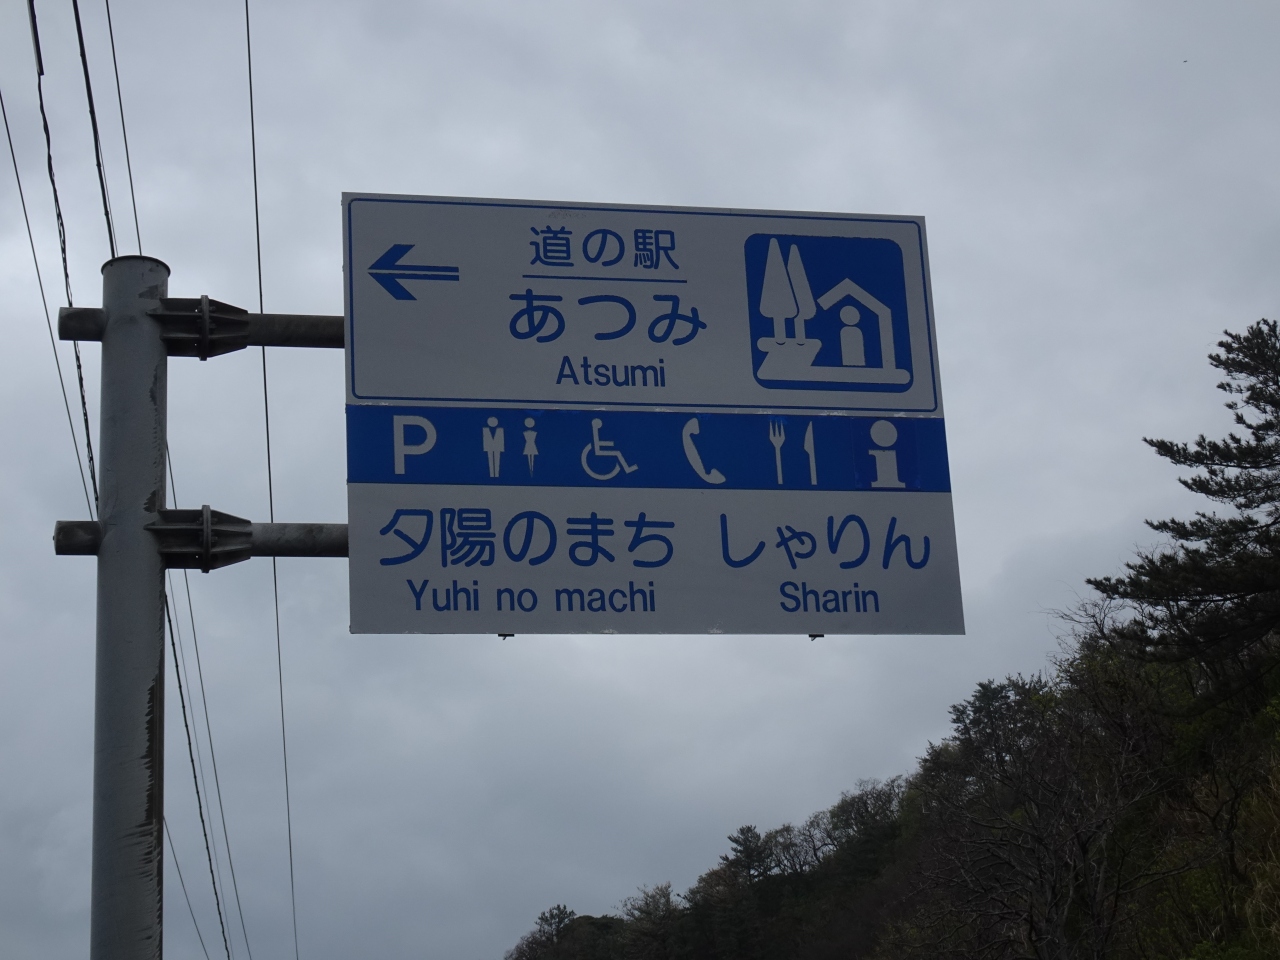 道の駅
あつみ
Atsumi
P
夕陽のまち しゃりん
Yuhi no machi Sharin